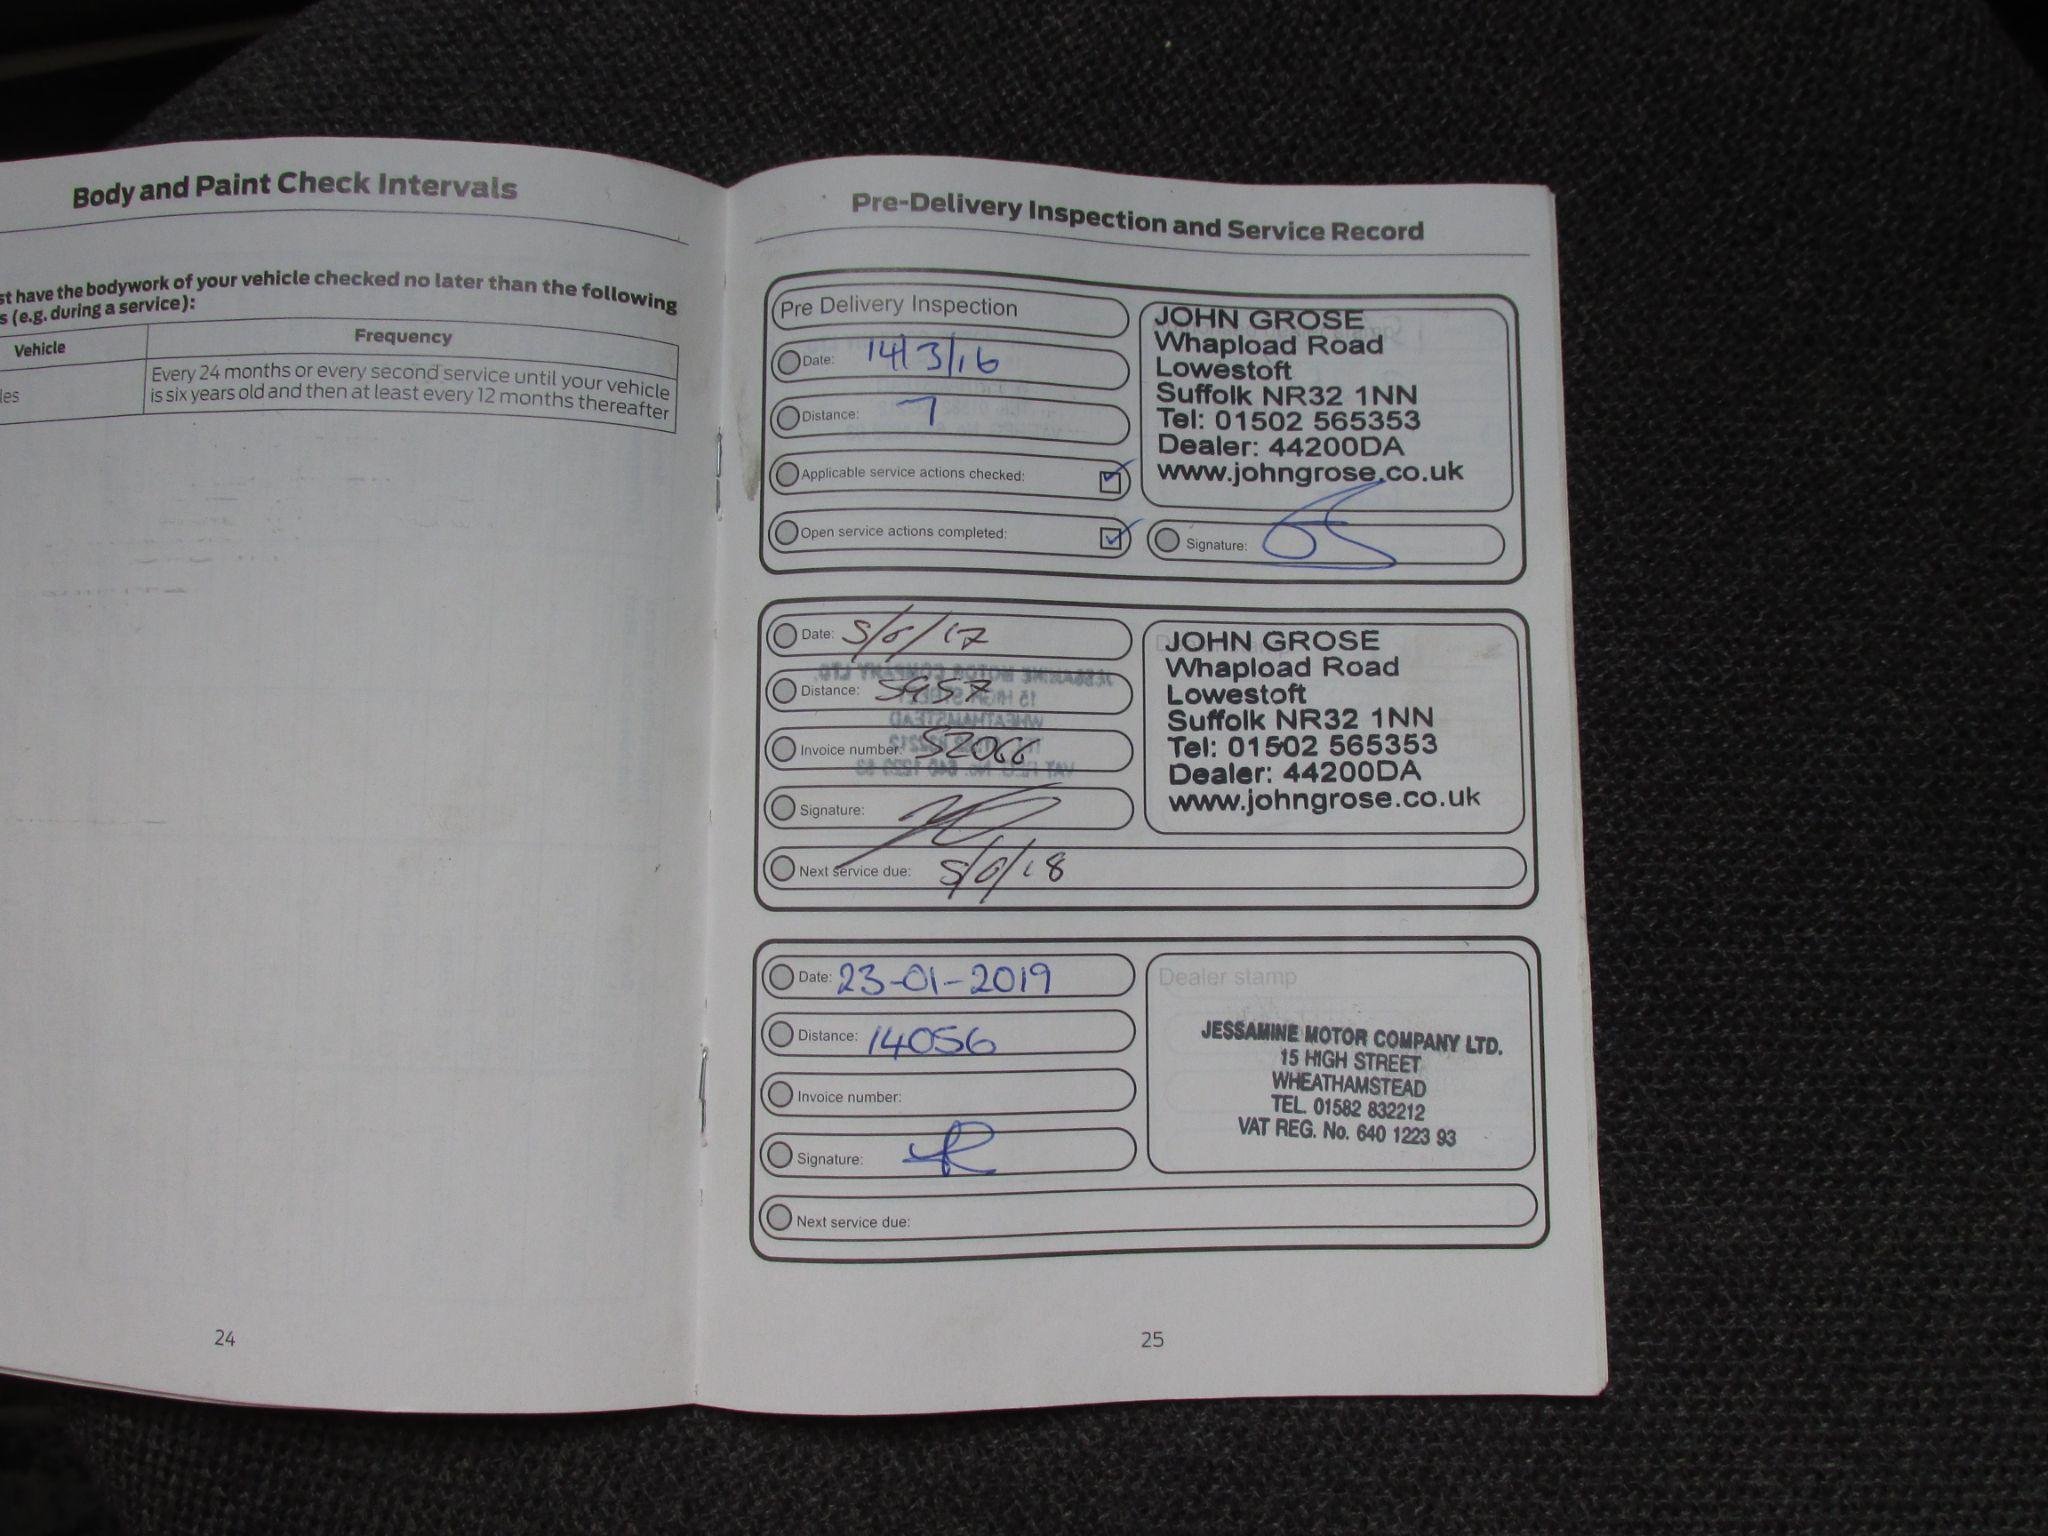 Body and Paint Check Intervals
st have the bodywork of your vehicle checked no later than the following
s (e.g. during a service):
Vehicle
Frequency
les
Every 24 months or every second service until your vehicle
is six years old and then at least every 12 months thereafter
24
Pre-Delivery Inspection and Service Record
Pre Delivery Inspection
Date: 14/3/16
Distance: 7
Applicable service actions checked:
Open service actions completed:
JOHN GROSE
Whapload Road
Lowestoft
Suffolk NR32 1NN
Tel: 01502 565353
Dealer: 44200DA
www.johngrose.co.uk
Signature:
Date: 5/6/17
Distance: 5957
Invoice number: 52066
Signature:
Next service due: 5/6/18
JOHN GROSE
Whapload Road
Lowestoft
Suffolk NR32 1NN
Tel: 01502 565353
Dealer: 44200DA
www.johngrose.co.uk
Date: 23-01-2019
Distance: 14056
Invoice number:
Signature:
Next service due:
Dealer stamp
JESSAMINE MOTOR COMPANY LTD.
15 HIGH STREET
WHEATHAMSTEAD
TEL. 01582 832212
VAT REG. No. 640 1223 93
25